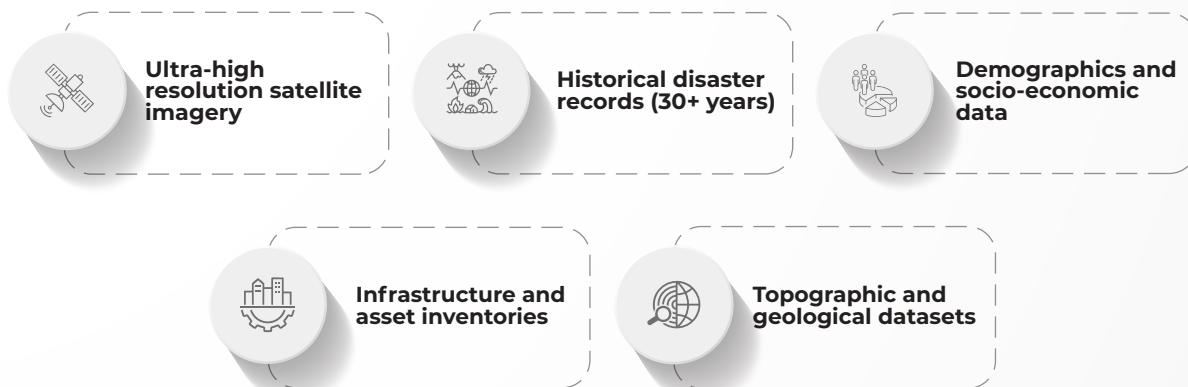 Ultra-high
resolution satellite
imagery
Historical disaster
records (30+ years)
Demographics and
socio-economic
data
Infrastructure and
asset inventories
Topographic and
geological datasets